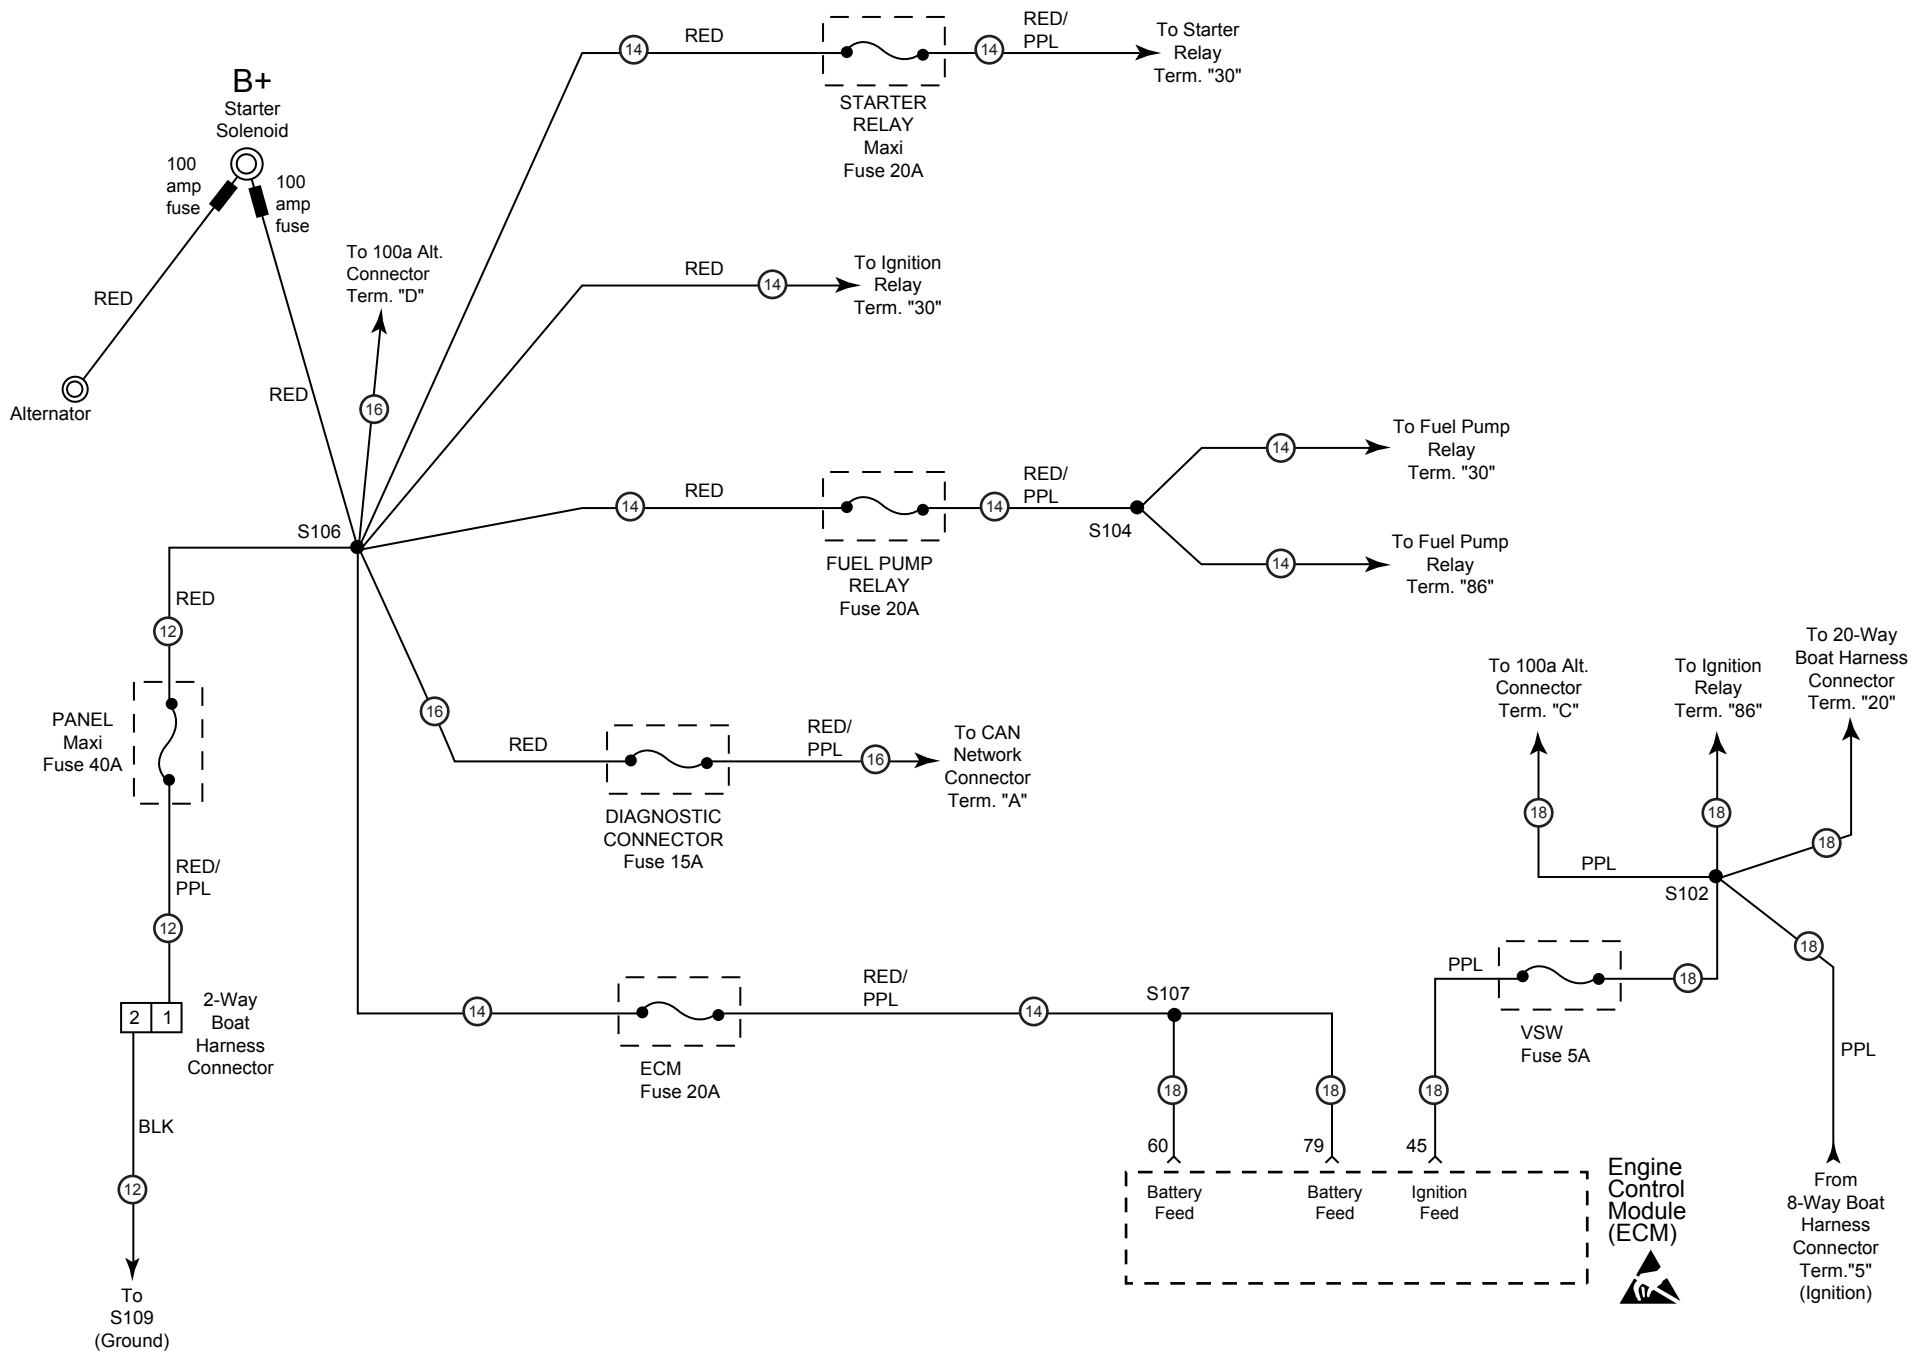 B+
Starter
Solenoid
100
amp
fuse
100
amp
fuse
RED
Alternator
RED
To 100a Alt.
Connector
Term. "D"
16
14
RED
STARTER
RELAY
Maxi
Fuse 20A
14
RED/
PPL
To Starter
Relay
Term. "30"
RED
14
To Ignition
Relay
Term. "30"
S106
14
RED
FUEL PUMP
RELAY
Fuse 20A
14
RED/
PPL
S104
14
To Fuel Pump
Relay
Term. "30"
14
To Fuel Pump
Relay
Term. "86"
RED
12
PANEL
Maxi
Fuse 40A
RED/
PPL
12
2 1
2-Way
Boat
Harness
Connector
BLK
12
To
S109
(Ground)
16
RED
DIAGNOSTIC
CONNECTOR
Fuse 15A
RED/
PPL
16
To CAN
Network
Connector
Term. "A"
14
ECM
Fuse 20A
RED/
PPL
14
S107
18
18
18
60
79
45
Battery
Feed
Battery
Feed
Ignition
Feed
Engine
Control
Module
(ECM)
To 100a Alt.
Connector
Term. "C"
To Ignition
Relay
Term. "86"
To 20-Way
Boat Harness
Connector
Term. "20"
18
18
18
PPL
S102
18
PPL
VSW
Fuse 5A
18
PPL
From
8-Way Boat
Harness
Connector
Term."5"
(Ignition)